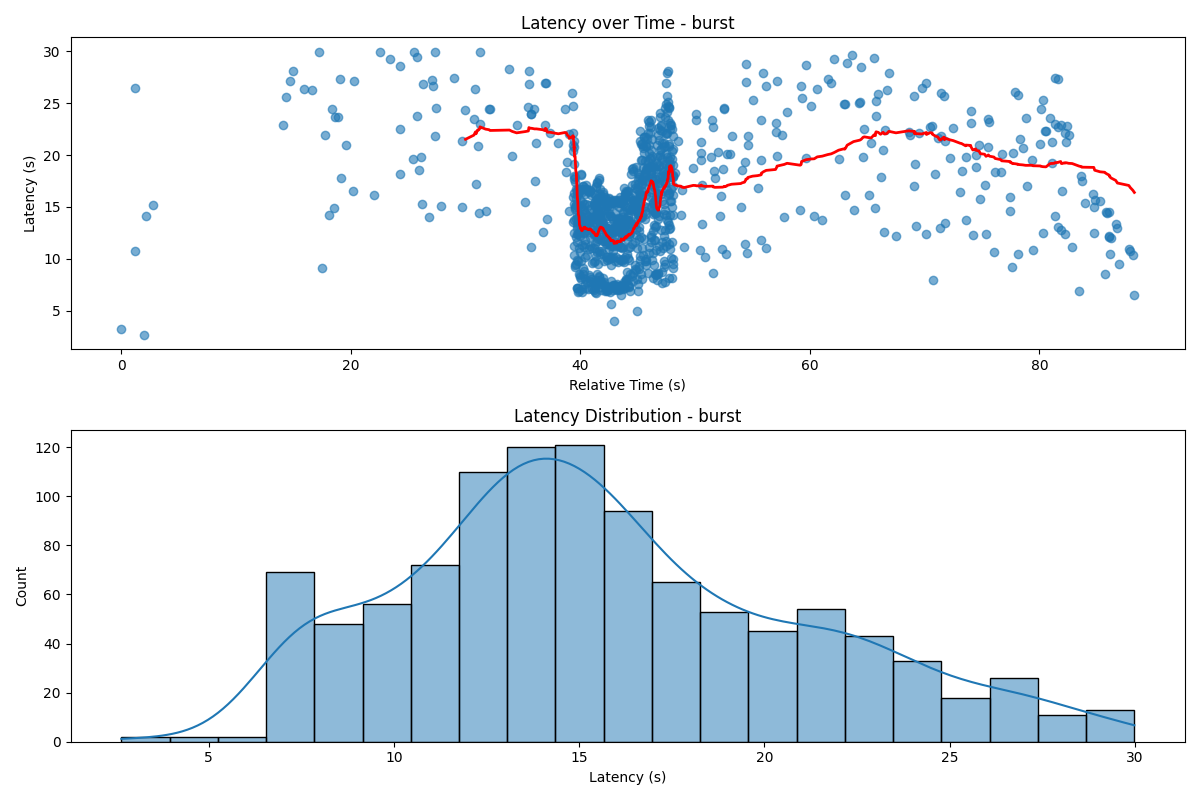 Latency over Time - burst
30
25
20
15
10
5
Latency (s)
0 20 40 60 80
Relative Time (s)
Latency Distribution - burst
120
100
80
60
40
20
0
Count
5 10 15 20 25 30
Latency (s)